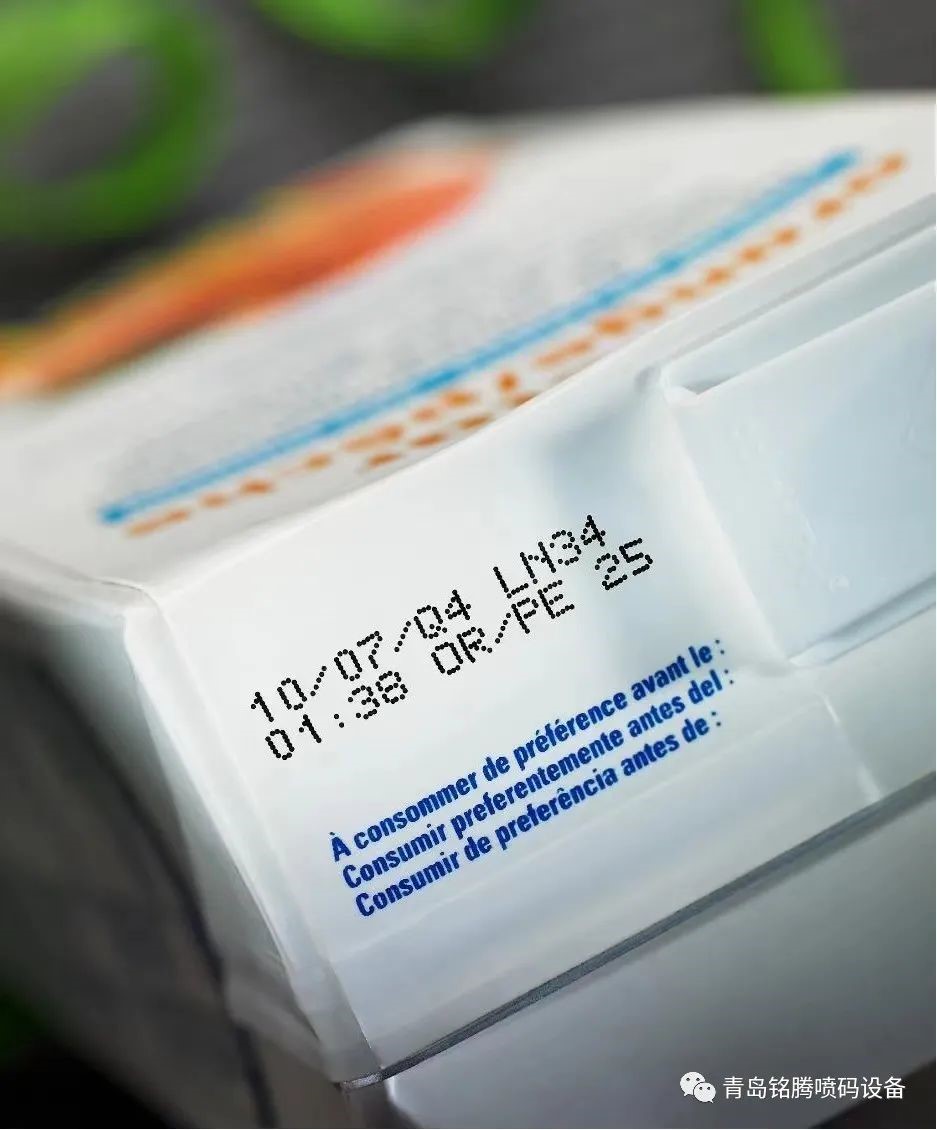 10/07/04 LN34
01:38 OR/PE 25
À consommer de préférence avant le :
Consumir preferentemente antes del :
Consumir de preferência antes de :
青岛铭腾喷码设备